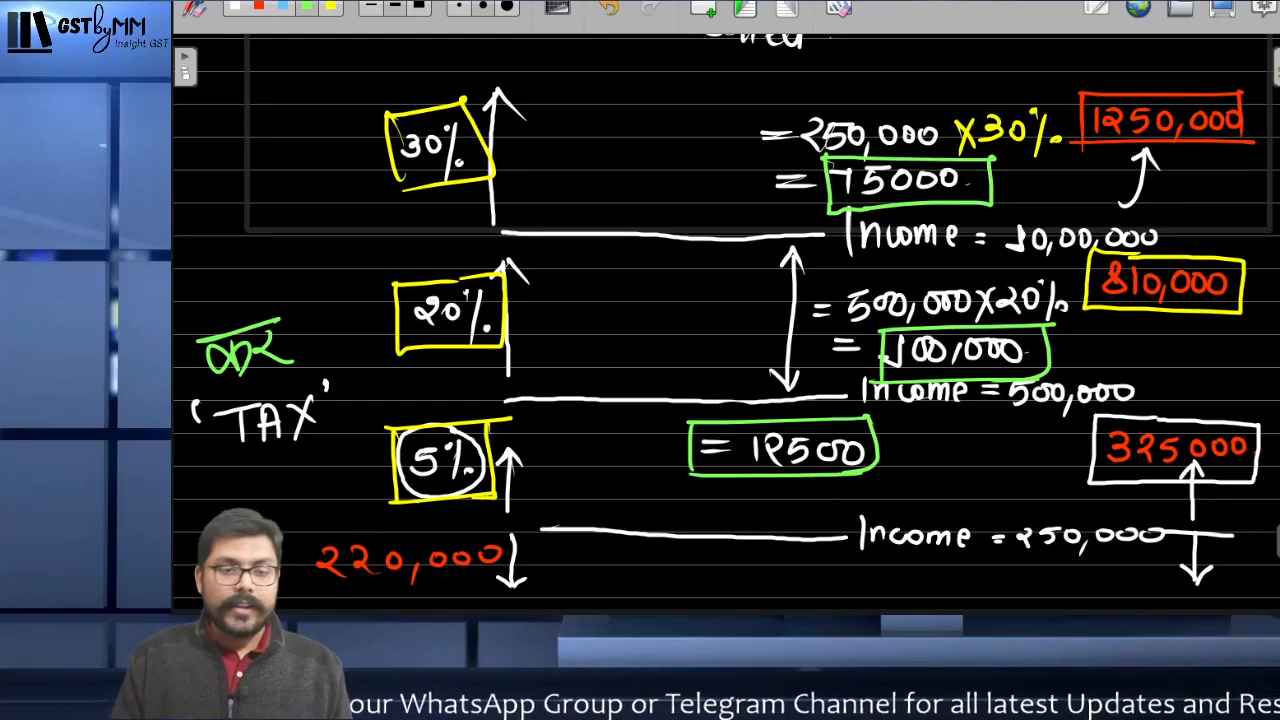 GSTbyMM
Insight GST
30%
= 250,000 X30%
1250,000
= 75000
Income = 10,00,000
810,000
20%
= 500,000X20%
= 100,000
Income = 500,000
'TAX'
5%
= 12500
325000
Income = 250,000
220,000
our WhatsApp Group or Telegram Channel for all latest Updates and Res